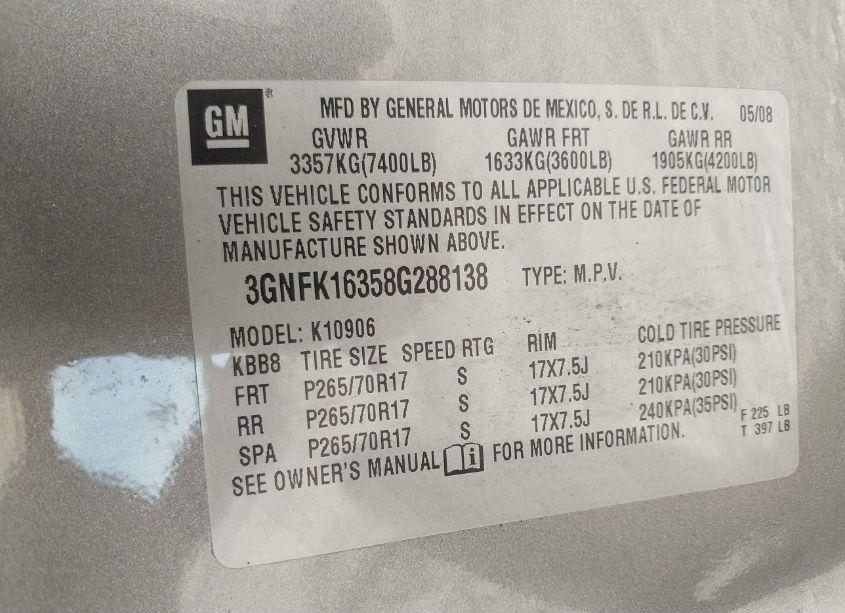 GM ® MFD BY GENERAL MOTORS DE MEXICO, S. DE R.L. DE C.V. 05/08
GVWR GAWR FRT GAWR RR
3357KG(7400LB) 1633KG(3600LB) 1905KG(4200LB)
THIS VEHICLE CONFORMS TO ALL APPLICABLE U.S. FEDERAL MOTOR
VEHICLE SAFETY STANDARDS IN EFFECT ON THE DATE OF
MANUFACTURE SHOWN ABOVE.
3GNFK16358G288138 TYPE: M.P.V.
MODEL: K10906
KBB8 TIRE SIZE SPEED RTG RIM COLD TIRE PRESSURE
FRT P265/70R17 S 17X7.5J 210KPA(30PSI)
RR P265/70R17 S 17X7.5J 210KPA(30PSI)
SPA P265/70R17 S 17X7.5J 240KPA(35PSI) F 225 LB
T 397 LB
SEE OWNER'S MANUAL i FOR MORE INFORMATION.